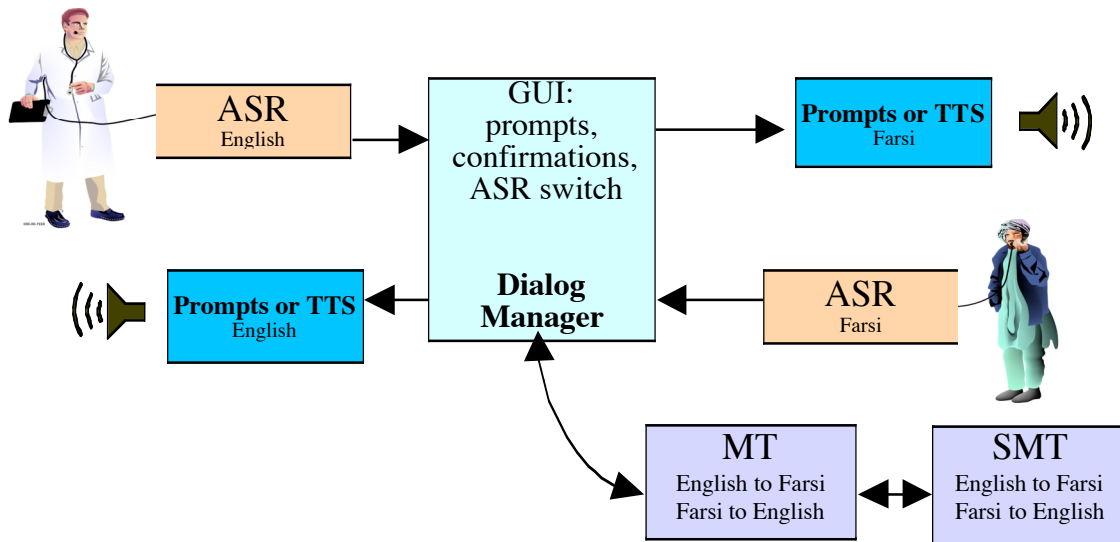 ASR
English
GUI:
prompts,
confirmations,
ASR switch
Dialog
Manager
Prompts or TTS
Farsi
Prompts or TTS
English
ASR
Farsi
MT
English to Farsi
Farsi to English
SMT
English to Farsi
Farsi to English